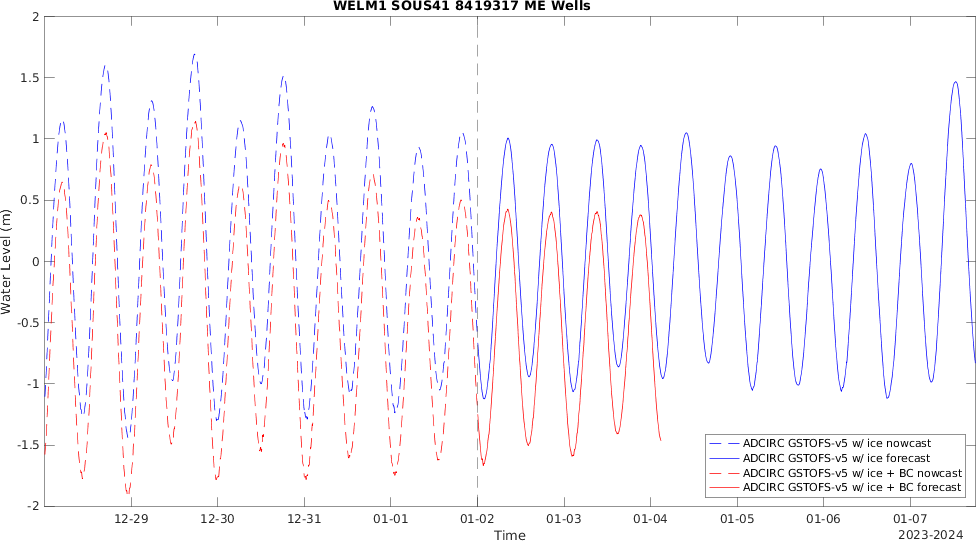 WELM1 SOUS41 8419317 ME Wells
2
1.5
1
0.5
0
-0.5
-1
-1.5
-2
Water Level (m)
ADCIRC GSTOFS-v5 w/ ice nowcast
ADCIRC GSTOFS-v5 w/ ice forecast
ADCIRC GSTOFS-v5 w/ ice + BC nowcast
ADCIRC GSTOFS-v5 w/ ice + BC forecast
12-29 12-30 12-31 01-01 01-02 01-03 01-04 01-05 01-06 01-07
Time
2023-2024